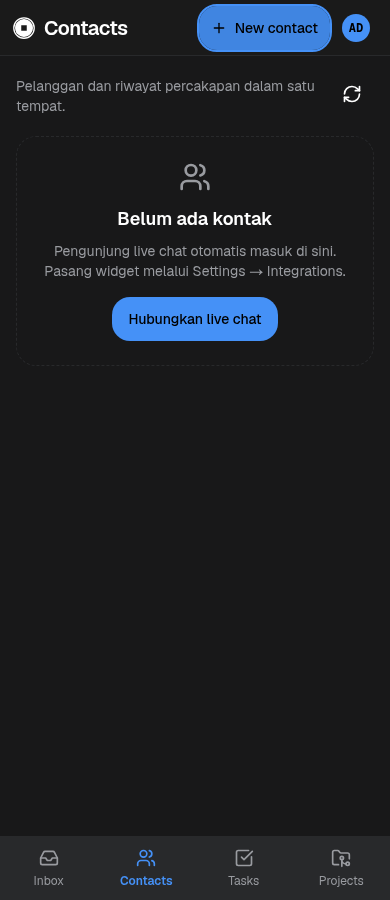 Contacts
New contact
AD
Pelanggan dan riwayat percakapan dalam satu
tempat.
Belum ada kontak
Pengunjung live chat otomatis masuk di sini.
Pasang widget melalui Settings → Integrations.
Hubungkan live chat
Inbox
Contacts
Tasks
Projects